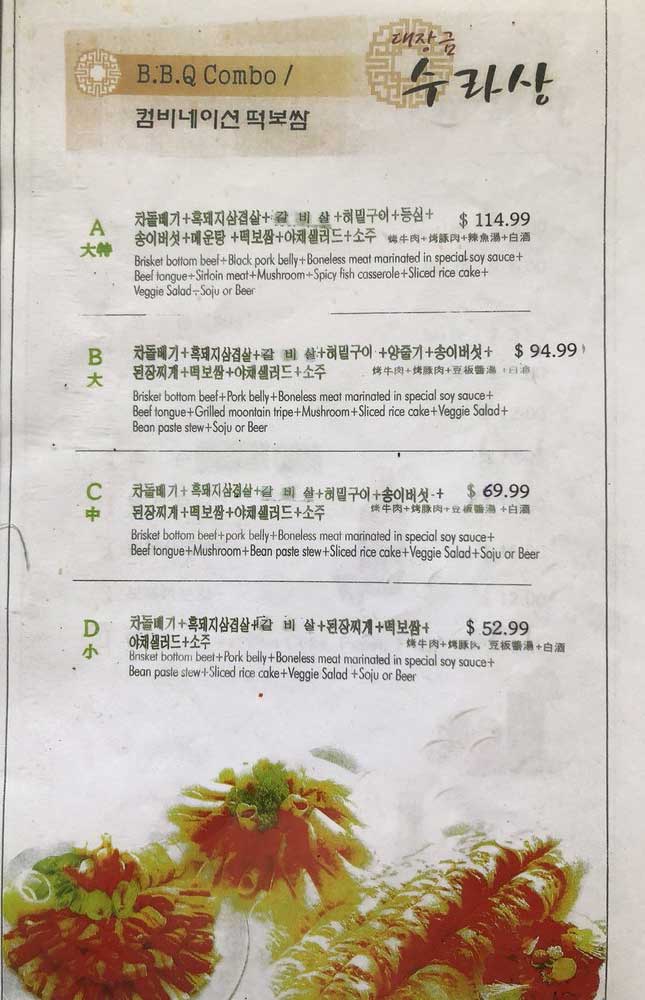 대장금
수라상
B.B.Q Combo /
컴비네이션 떡보쌈
A
大特
차돌빼기+흑돼지삼겹살+갈 비 살+혀밑구이+등심+ $ 114.99
송이버섯+매운탕 +떡보쌈+야채샐러드+소주 烤牛肉+烤豚肉+辣魚湯+白酒
Brisket bottom beef+Black pork belly+Boneless meat marinated in special soy sauce+
Beef tongue+Sirloin meat+Mushroom+Spicy fish casserole+Sliced rice cake+
Veggie Salad+Soju or Beer
B
大
차돌빼기+흑돼지삼겹살+갈 비 살+혀밑구이 +양줄기+송이버섯+ $ 94.99
된장찌개+떡보쌈+야채샐러드+소주 烤牛肉+烤豚肉+豆板醬湯+白酒
Brisket bottom beef+Pork belly+Boneless meat marinated in special soy sauce+
Beef tongue+Grilled moontain tripe+Mushroom+Sliced rice cake+Veggie Salad+
Bean paste stew+Soju or Beer
C
中
차돌빼기+흑돼지삼겹살+갈 비 살+혀밑구이+송이버섯+ $ 69.99
된장찌개+떡보쌈+야채샐러드+소주 烤牛肉+烤豚肉+豆板醬湯+白酒
Brisket bottom beef+pork belly+Boneless meat marinated in special soy sauce+
Beef tongue+Mushroom+Bean paste stew+Sliced rice cake+Veggie Salad+Soju or Beer
D
小
차돌빼기+흑돼지삼겹살+갈 비 살+된장찌개+떡보쌈+ $ 52.99
야채샐러드+소주 烤牛肉+烤豚肉 豆板醬湯+白酒
Brisket bottom beef+Pork belly+Boneless meat marinated in special soy sauce+
Bean paste stew+Sliced rice cake+Veggie Salad +Soju or Beer